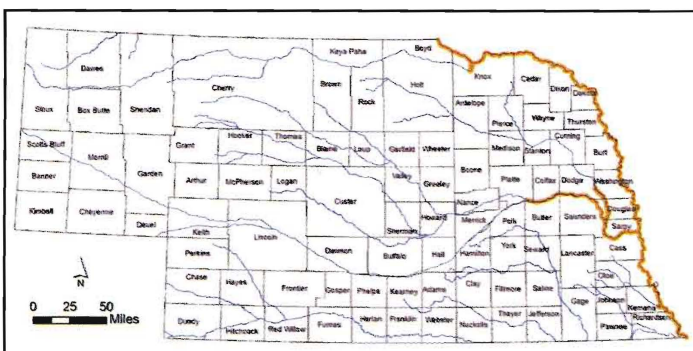 Keya Paha Boyd
Dawes Knox Cedar
Cherry Brown Rock Holt Dixon Dakota
Sioux Box Butte Sheridan Antelope
Pierce Wayne Thurston
Scotts Bluff Morrill Garden Grant Hooker Thomas Blaine Loup Garfield Wheeler Madison Stanton Cuming Burt
Banner Arthur McPherson Logan Custer Valley Greeley Boone Platte Colfax Dodge Washington
Kimball Cheyenne Deuel Nance Douglas
Keith Lincoln Sherman Howard Merrick Polk Butler Saunders Sarpy
Perkins Dawson Buffalo Hall Hamilton York Seward Lancaster Cass
Otoe
Chase Hayes Frontier Gosper Phelps Kearney Adams Clay Fillmore Saline Gage Johnson Nemaha
Dundy Hitchcock Red Willow Furnas Harlan Franklin Webster Nuckolls Thayer Jefferson Pawnee Richardson
N
0 25 50
Miles